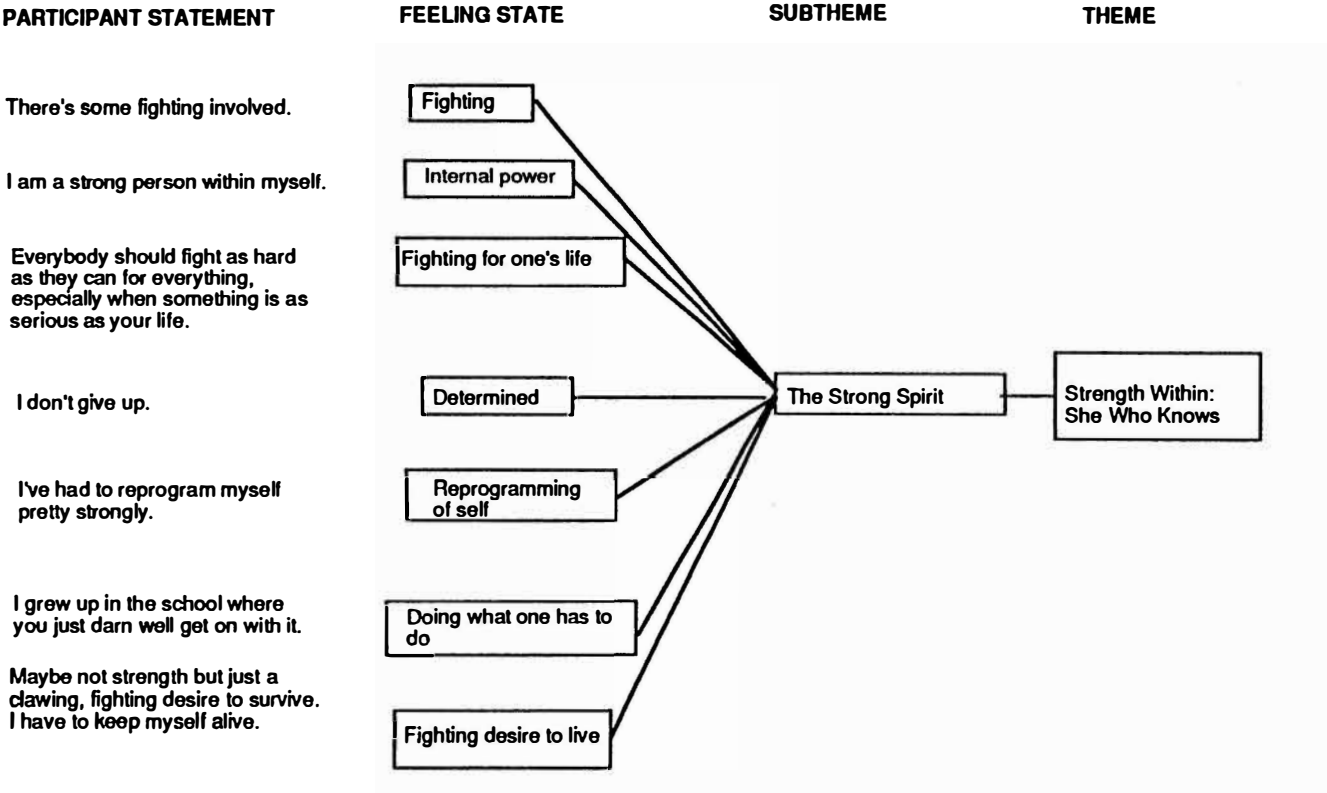 PARTICIPANT STATEMENT
FEELING STATE
SUBTHEME
THEME
There's some fighting involved.
Fighting
I am a strong person within myself.
Internal power
Everybody should fight as hard
as they can for everything,
especially when something is as
serious as your life.
Fighting for one's life
I don't give up.
Determined
The Strong Spirit
Strength Within:
She Who Knows
I've had to reprogram myself
pretty strongly.
Reprogramming
of self
I grew up in the school where
you just darn well get on with it.
Doing what one has to
do
Maybe not strength but just a
clawing, fighting desire to survive.
I have to keep myself alive.
Fighting desire to live